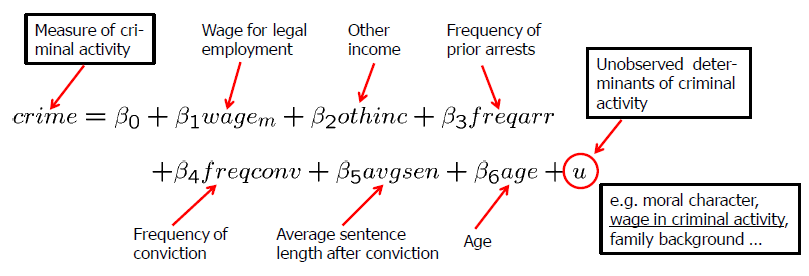 Measure of cri-
minal activity
Wage for legal
employment
Other
income
Frequency of
prior arrests
Unobserved deter-
minants of criminal
activity
crime = β₀ + β₁wageₘ + β₂othinc + β₃freqarr
+β₄freqconv + β₅avgsen + β₆age + u
Frequency of
conviction
Average sentence
length after conviction
Age
e.g. moral character,
wage in criminal activity,
family background ...